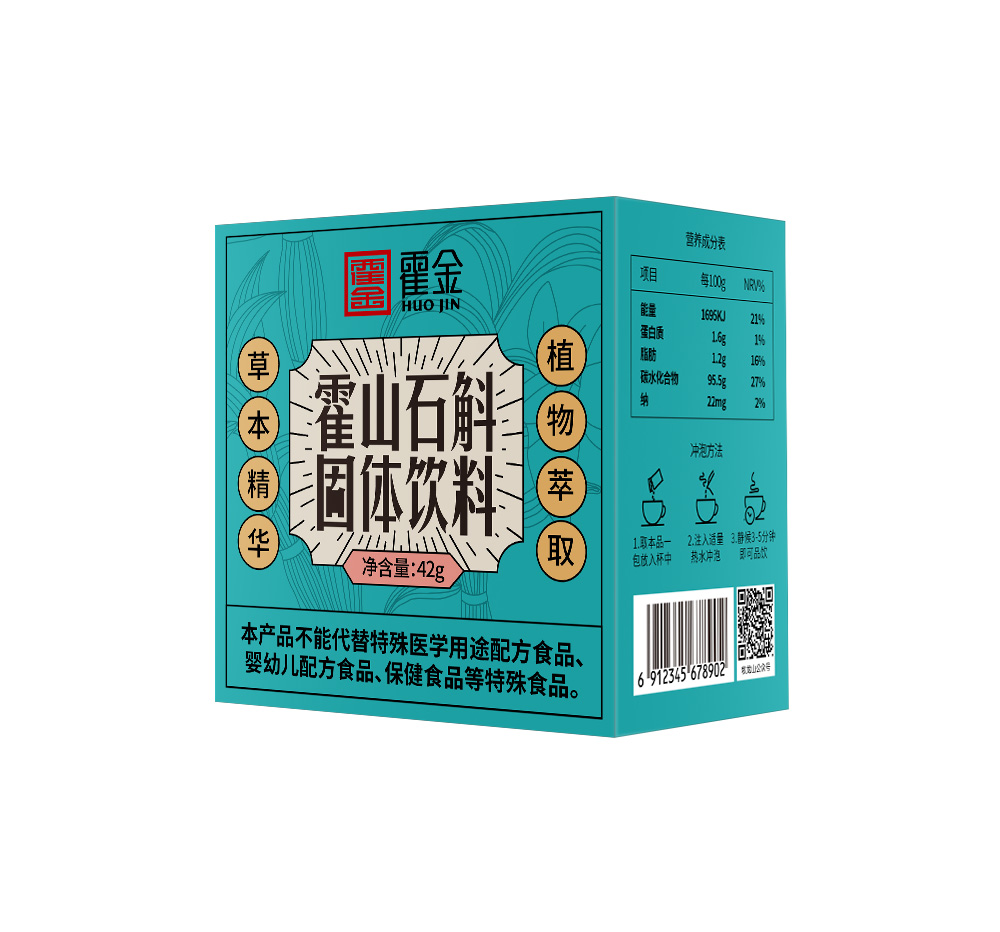 霍金
霍金
HUO JIN
草本精华
植物萃取
霍山石斛
固体饮料
净含量:42g
本产品不能代替特殊医学用途配方食品、
婴幼儿配方食品、保健食品等特殊食品。
营养成分表
项目 每100g NRV%
能量 1695KJ 21%
蛋白质 1.6g 1%
脂肪 1.2g 16%
碳水化合物 95.5g 27%
钠 22mg 2%
冲泡方法
1.取本品一
包放入杯中
2.注入适量
热水冲泡
3.静候3-5分钟
即可品饮
6 912345 678902